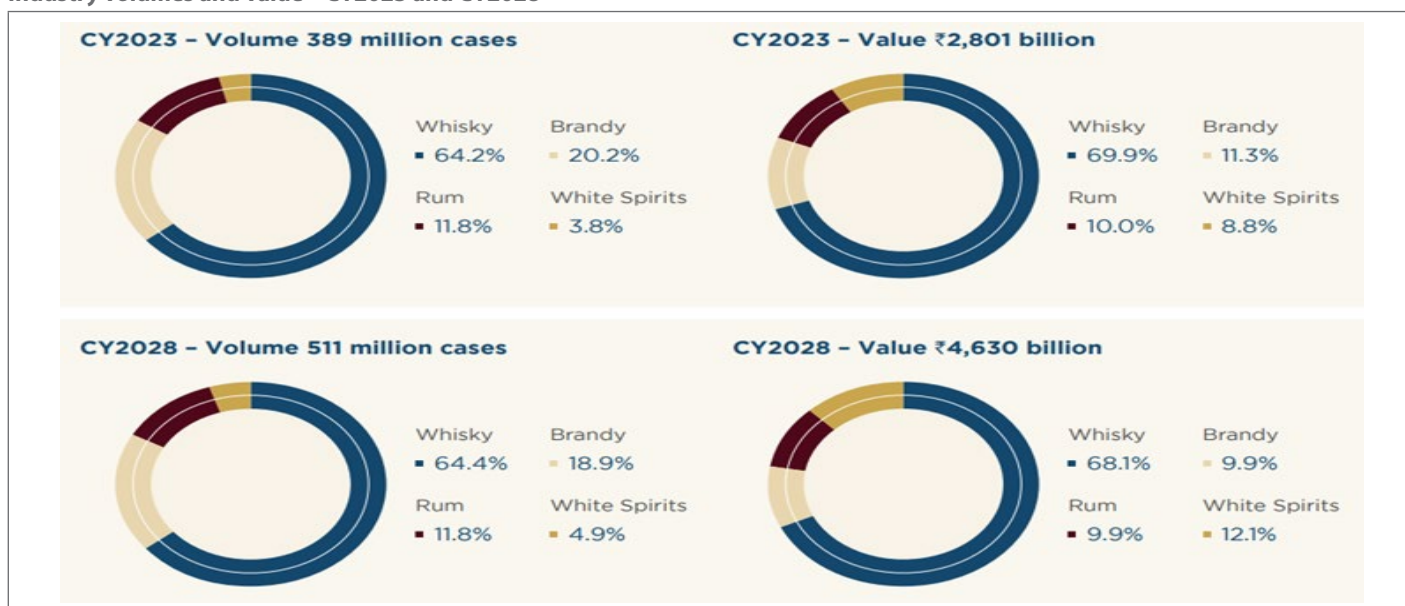 CY2023 – Volume 389 million cases
Whisky Brandy
64.2% 20.2%
Rum White Spirits
11.8% 3.8%
CY2023 – Value ₹2,801 billion
Whisky Brandy
69.9% 11.3%
Rum White Spirits
10.0% 8.8%
CY2028 – Volume 511 million cases
Whisky Brandy
64.4% 18.9%
Rum White Spirits
11.8% 4.9%
CY2028 – Value ₹4,630 billion
Whisky Brandy
68.1% 9.9%
Rum White Spirits
9.9% 12.1%